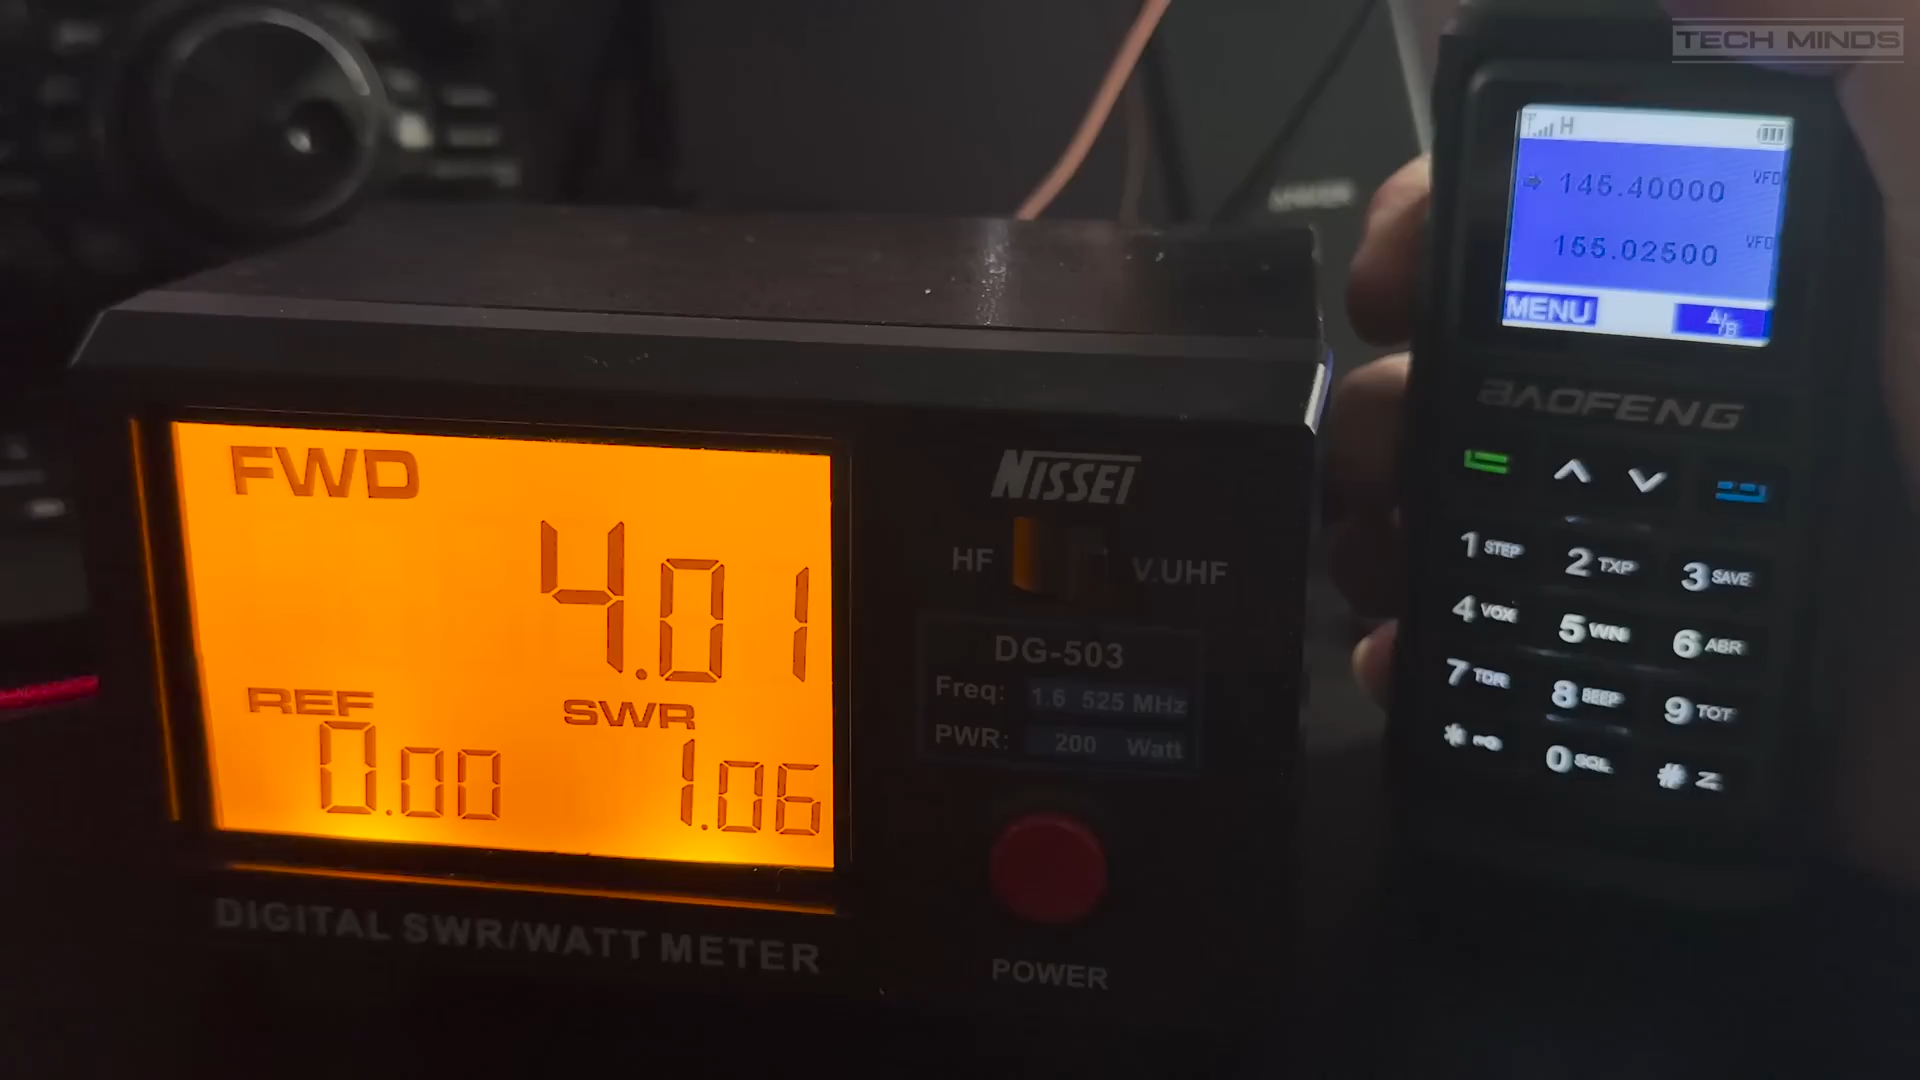 TECH MINDS
H
145.40000 VFO
155.02500 VFO
MENU A/B
BAOFENG
1 STEP 2 TXP 3 SAVE
4 VOX 5 WN 6 ABR
7 TDR 8 BEEP 9 TOT
* 0 SQL #
FWD
4.01
REF SWR
0.00 1.06
DIGITAL SWR/WATT METER
NISSEI
HF V.UHF
DG-503
Freq: 1.6 525 MHz
PWR: 200 Watt
POWER